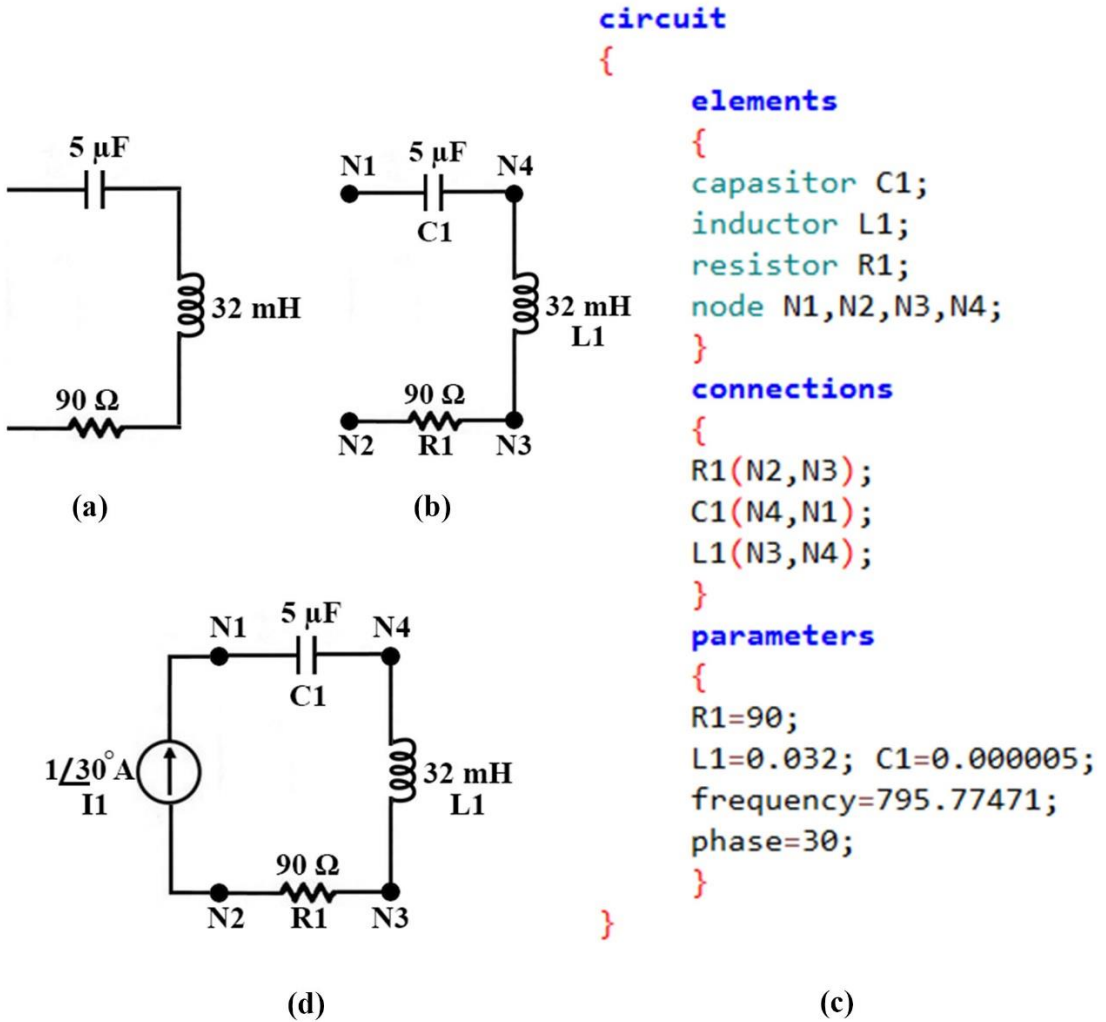 5 µF
32 mH
90 Ω
(a)
N1 5 µF N4
C1
32 mH
L1
90 Ω
N2 R1 N3
(b)
N1 5 µF N4
C1
1/30°A
I1
32 mH
L1
90 Ω
N2 R1 N3
(d)
circuit
{
elements
{
capasitor C1;
inductor L1;
resistor R1;
node N1,N2,N3,N4;
}
connections
{
R1(N2,N3);
C1(N4,N1);
L1(N3,N4);
}
parameters
{
R1=90;
L1=0.032; C1=0.000005;
frequency=795.77471;
phase=30;
}
}
(c)